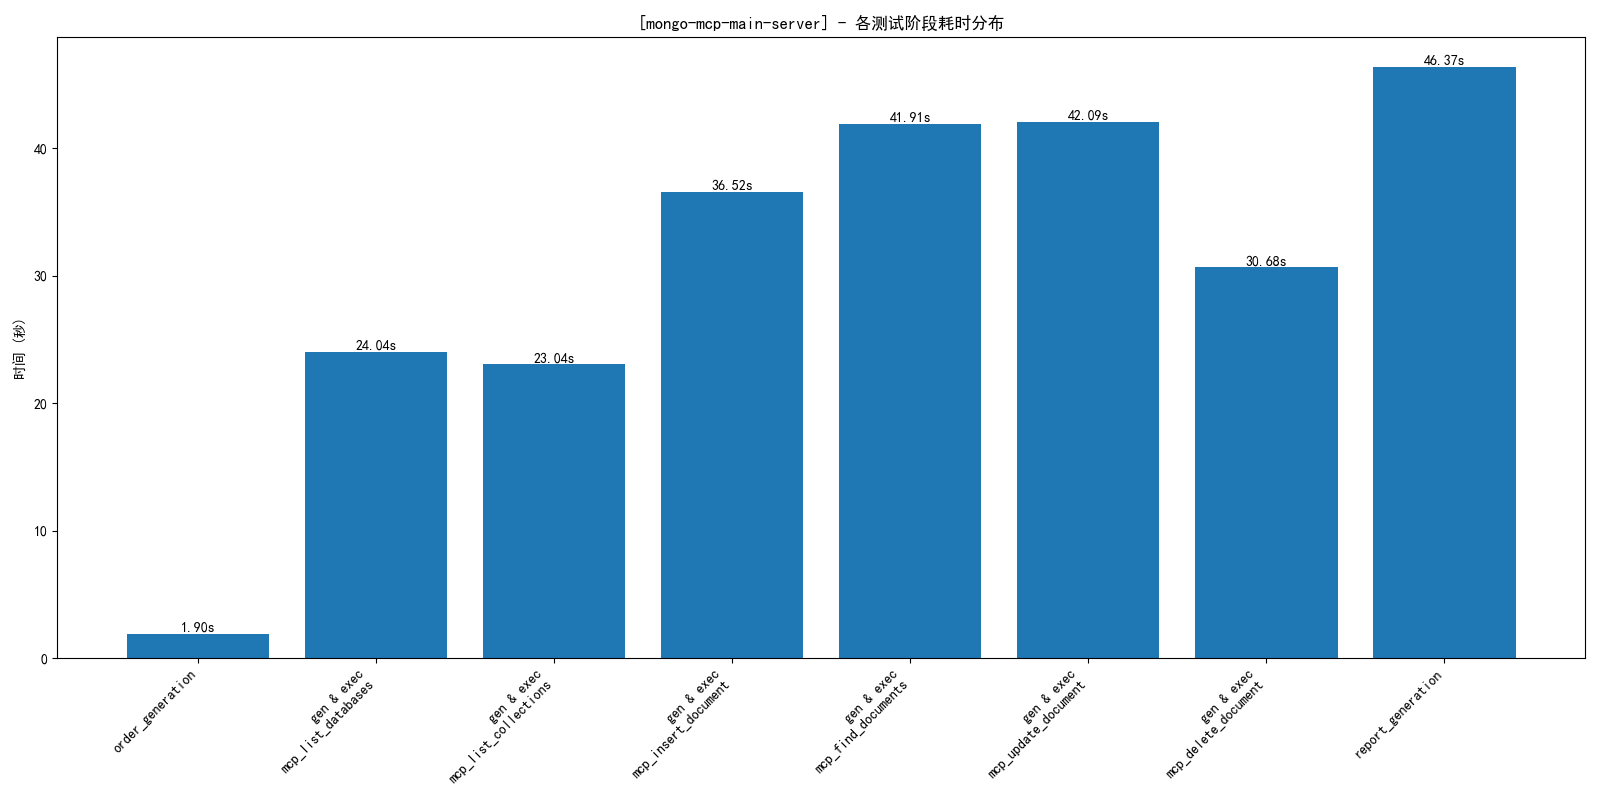 [mongo-mcp-main-server] - 各测试阶段耗时分布
时间 (秒)
40
30
20
10
0
1.90s
24.04s
23.04s
36.52s
41.91s
42.09s
30.68s
46.37s
order_generation
gen & exec
mcp_list_databases
gen & exec
mcp_list_collections
gen & exec
mcp_insert_document
gen & exec
mcp_find_documents
gen & exec
mcp_update_document
gen & exec
mcp_delete_document
report_generation